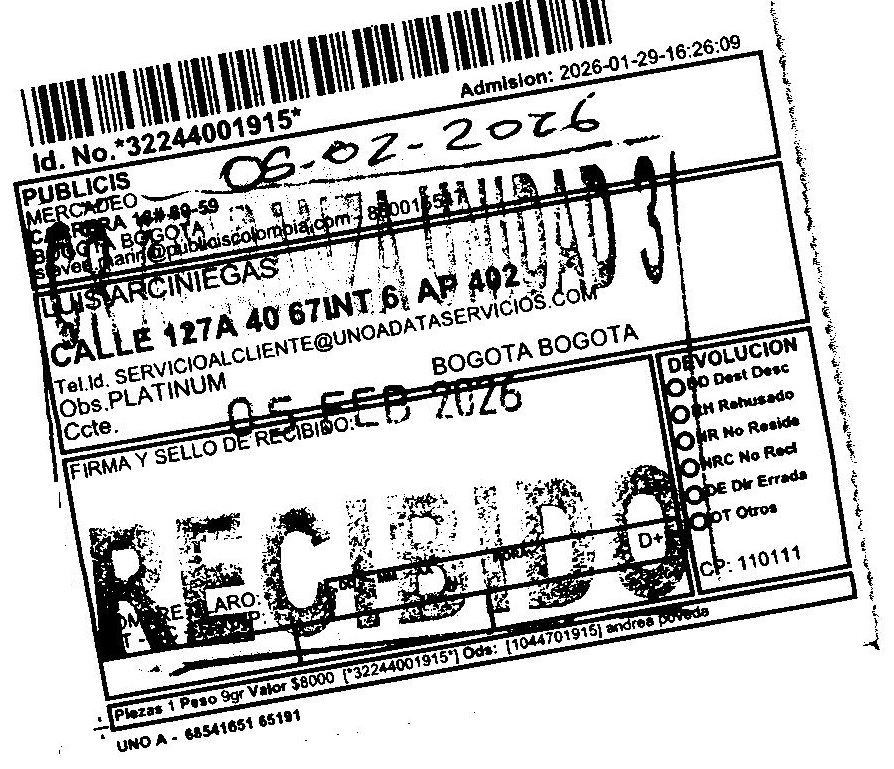 Admision: 2026-01-29-16:26:09
Id. No.*32244001915*
05-02-2026
PUBLICIS
MERCADEO
BOGOTA BOGOTA
LUIS ARCINIEGAS
CALLE 127A 40 67INT 6 AP 402
Tel.Id. SERVICIOALCLIENTE@UNOADATASERVICIOS.COM
Obs.PLATINUM
BOGOTA BOGOTA
Ccte.
05 FEB 2026
FIRMA Y SELLO DE RECIBIDO:
RECIBIDO
DEVOLUCION
DD Dest Desc
RH Rehusado
NR No Reside
NRC No Recl
DE Dir Errada
OT Otros
D+
CP: 110111
Piezas 1 Peso 9gr Valor $8000 [*32244001915*] Ods: [1044701915] andrea poveda
UNO A - 68541651 65191